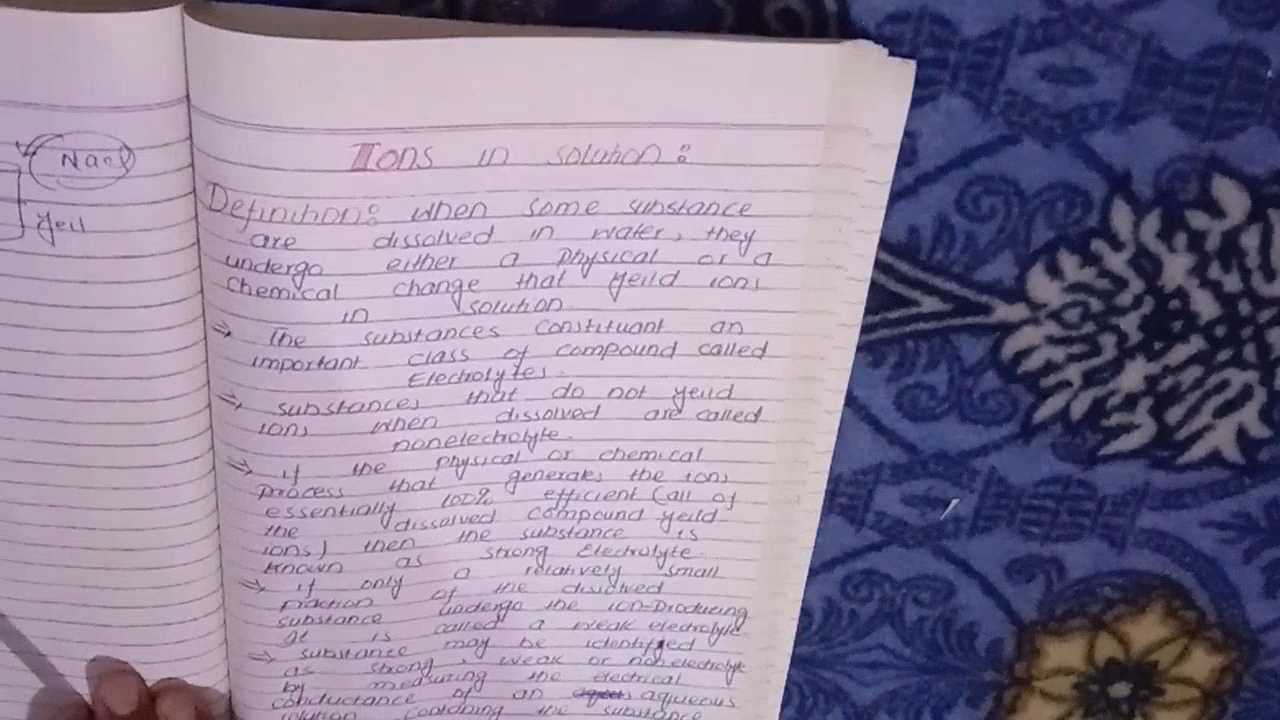 Nacl
yeil
Ions in solution:
Definition: when some substance
are dissolved in water, they
undergo either a physical or a
chemical change that yeild ions
in solution.
⇒ The substances constituant an
important class of compound called
Electrolytes.
⇒ substances that do not yeild
ions when dissolved are called
nonelectrolyte.
⇒ if the physical or chemical
process that generates the ions
essentially 100% efficient (all of
the dissolved compound yeild
ions) then the substance is
known as strong Electrolyte.
⇒ if only a relatively small
fraction of the
substance undergo the ion-producing
it is called a weak electrolyte
⇒ substance may be identified
as strong, weak or nonelectrolyte
by measuring the electrical
conductance of an aqueous
solution containing the substance